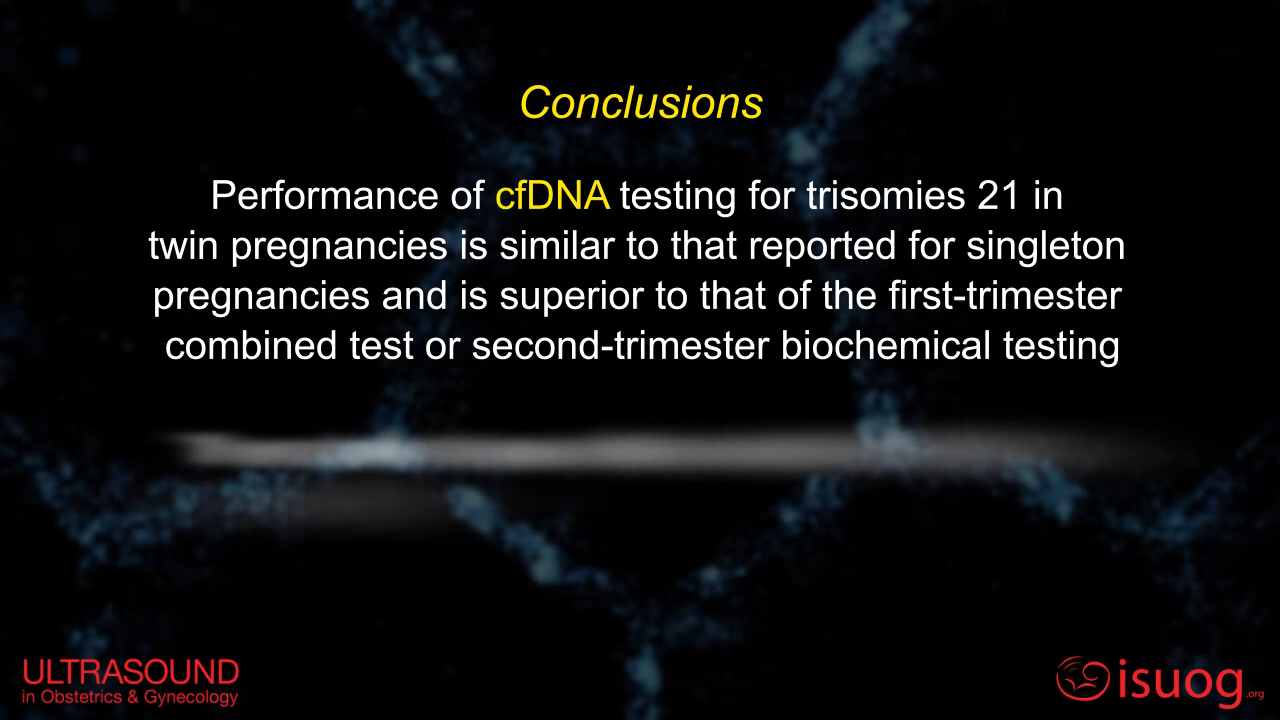 Conclusions
Performance of cfDNA testing for trisomies 21 in
twin pregnancies is similar to that reported for singleton
pregnancies and is superior to that of the first-trimester
combined test or second-trimester biochemical testing
ULTRASOUND
in Obstetrics & Gynecology
isuog.org